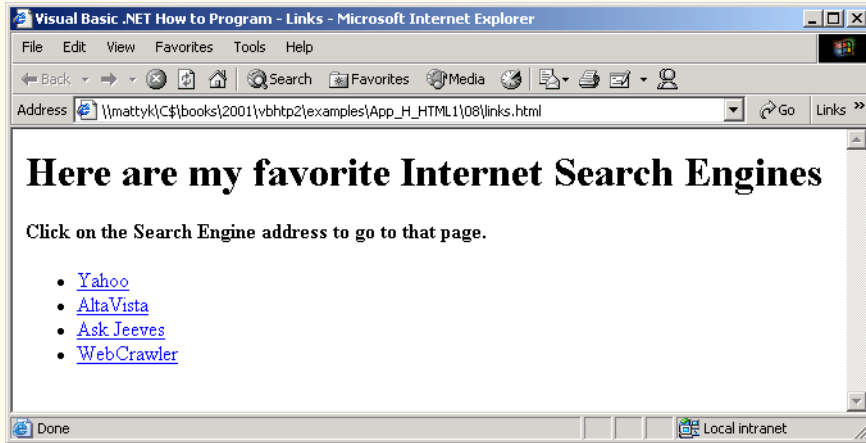 Visual Basic .NET How to Program - Links - Microsoft Internet Explorer
File Edit View Favorites Tools Help
Back Search Favorites Media
Address \\mattyk\C$\books\2001\vbhtp2\examples\App_H_HTML1\08\links.html Go Links »
Here are my favorite Internet Search Engines
Click on the Search Engine address to go to that page.
• Yahoo
• AltaVista
• Ask Jeeves
• WebCrawler
Done Local intranet